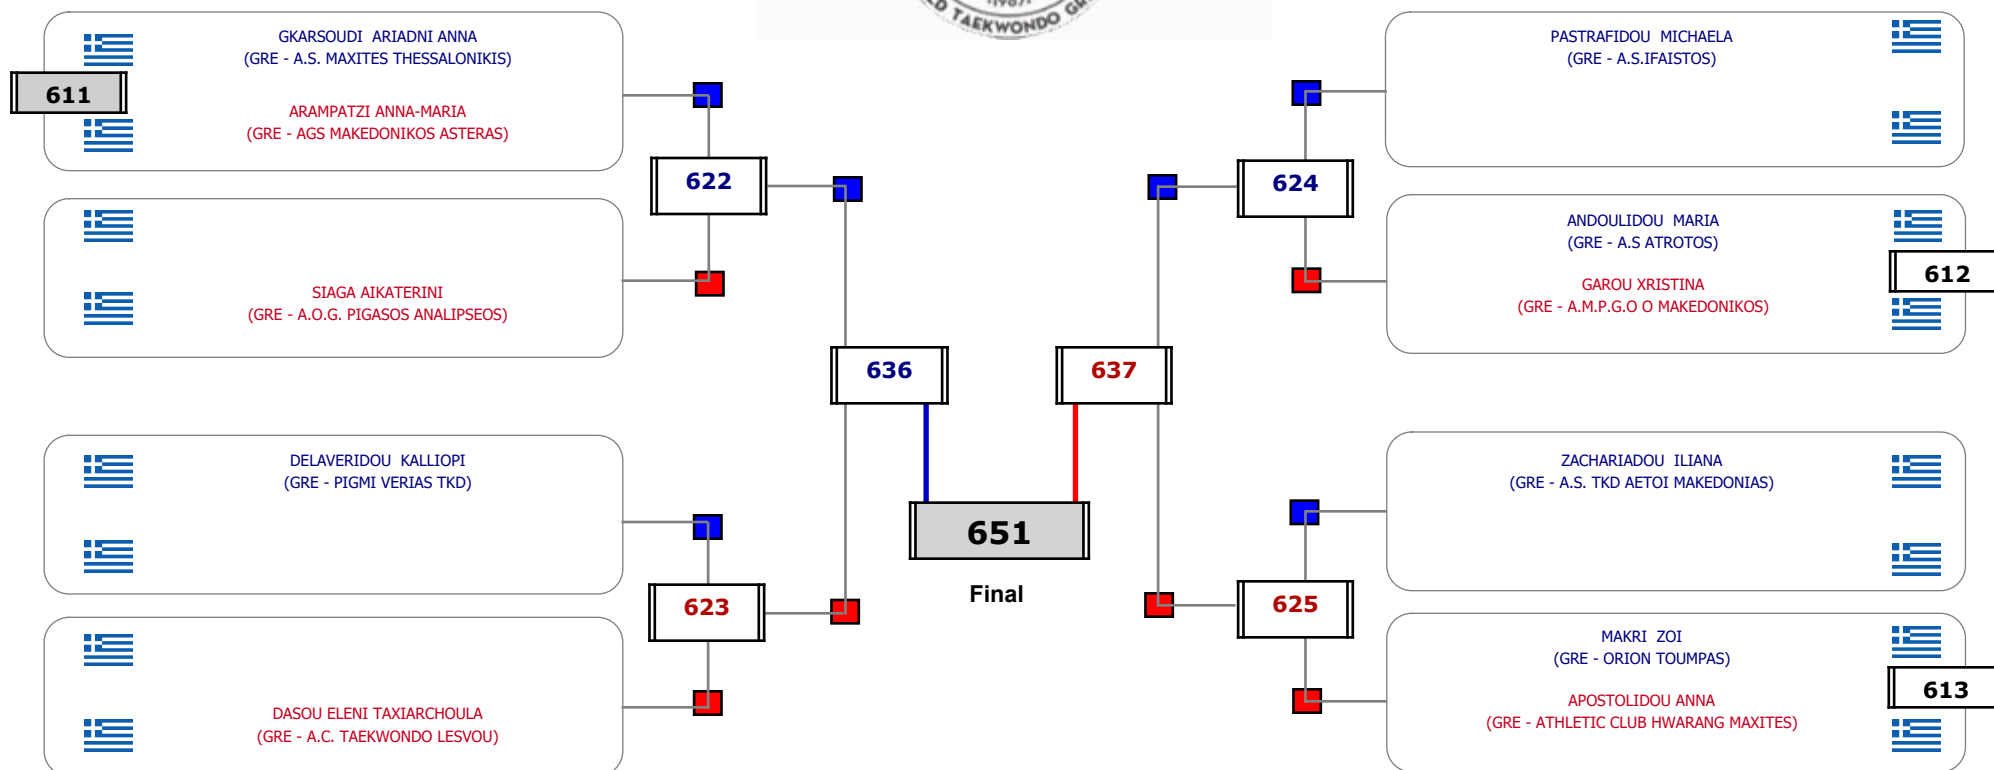 (1987)
TAEKWONDO
GKARSOUDI ARIADNI ANNA
(GRE - A.S. MAXITES THESSALONIKIS)
611
ARAMPATZI ANNA-MARIA
(GRE - AGS MAKEDONIKOS ASTERAS)
622
SIAGA AIKATERINI
(GRE - A.O.G. PIGASOS ANALIPSEOS)
636
DELAVERIDOU KALLIOPI
(GRE - PIGMI VERIAS TKD)
623
DASOU ELENI TAXIARCHOULA
(GRE - A.C. TAEKWONDO LESVOU)
651
Final
PASTRAFIDOU MICHAELA
(GRE - A.S.IFAISTOS)
624
ANDOULIDOU MARIA
(GRE - A.S ATROTOS)
612
GAROU XRISTINA
(GRE - A.M.P.G.O O MAKEDONIKOS)
637
ZACHARIADOU ILIANA
(GRE - A.S. TKD AETOI MAKEDONIAS)
625
MAKRI ZOI
(GRE - ORION TOUMPAS)
613
APOSTOLIDOU ANNA
(GRE - ATHLETIC CLUB HWARANG MAXITES)